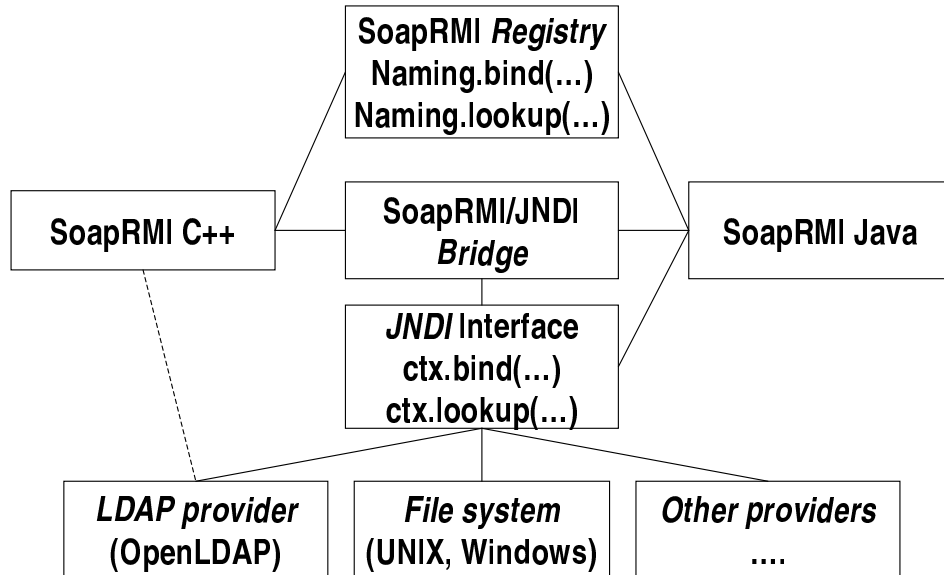 SoapRMI Registry
Naming.bind(...)
Naming.lookup(...)
SoapRMI C++
SoapRMI/JNDI
Bridge
SoapRMI Java
JNDI Interface
ctx.bind(...)
ctx.lookup(...)
LDAP provider
(OpenLDAP)
File system
(UNIX, Windows)
Other providers
....